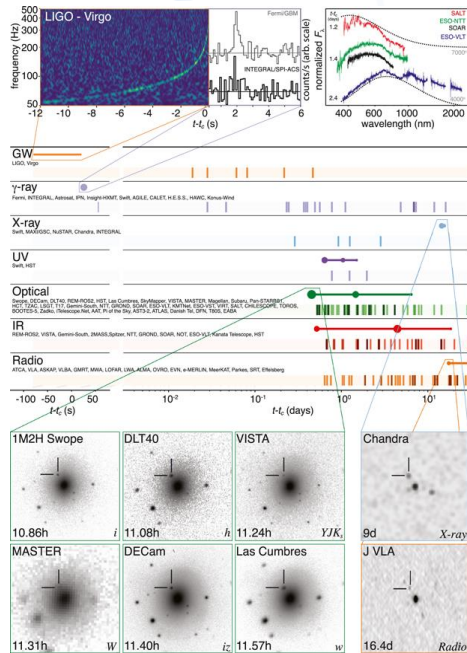 LIGO - Virgo
frequency (Hz)
500
400
300
200
100
50
-12 -10 -8 -6 -4 -2 0 2 4 6
t-tc (s)
Fermi/GBM
INTEGRAL/SPI-ACS
counts/s (arb. scale)
normalized Fλ
t-tc
(days)
1.2
1.4
2.4
SALT
ESO-NTT
SOAR
ESO-VLT
7000°
4000°
400 600 1000 2000
wavelength (nm)
GW
LIGO, Virgo
γ-ray
Fermi, INTEGRAL, Astrosat, IPN, Insight-HXMT, Swift, AGILE, CALET, H.E.S.S., HAWC, Konus-Wind
X-ray
Swift, MAXI/GSC, NuSTAR, Chandra, INTEGRAL
UV
Swift, HST
Optical
Swope, DECam, DLT40, REM-ROS2, HST, Las Cumbres, SkyMapper, VISTA, MASTER, Magellan, Subaru, Pan-STARRS1,
HCT, TZAC, LSGT, T17, Gemini-South, NTT, GROND, SOAR, ESO-VLT, KMTNet, ESO-VST, VIRT, SALT, CHILESCOPE, TOROS,
BOOTES-5, Zadko, iTelescope.Net, AAT, Pi of the Sky, AST3-2, ATLAS, Danish Tel, DFN, T80S, EABA
IR
REM-ROS2, VISTA, Gemini-South, 2MASS,Spitzer, NTT, GROND, SOAR, NOT, ESO-VLT, Kanata Telescope, HST
Radio
ATCA, VLA, ASKAP, VLBA, GMRT, MWA, LOFAR, LWA, ALMA, OVRO, EVN, e-MERLIN, MeerKAT, Parkes, SRT, Effelsberg
-100 -50 0 50
t-tc (s)
10-2 10-1 100 101
t-tc (days)
1M2H Swope
10.86h
i
DLT40
11.08h
h
VISTA
11.24h
YJKs
Chandra
9d
X-ray
MASTER
11.31h
W
DECam
11.40h
iz
Las Cumbres
11.57h
w
J VLA
16.4d
Radio